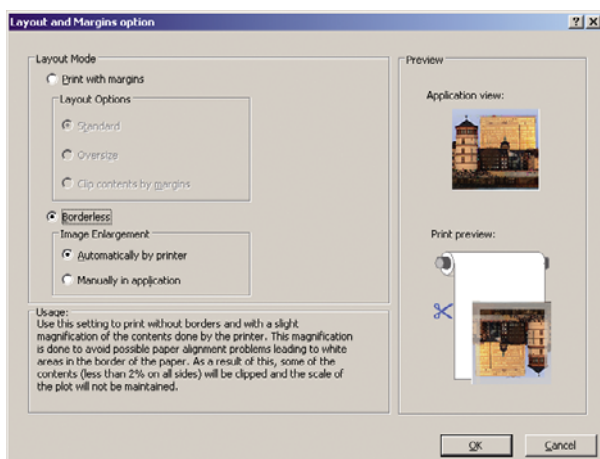 Layout and Margins option
Layout Mode
Print with margins
Layout Options
Standard
Oversize
Clip contents by margins
Borderless
Image Enlargement
Automatically by printer
Manually in application
Usage:
Use this setting to print without borders and with a slight
magnification of the contents done by the printer. This magnification
is done to avoid possible paper alignment problems leading to white
areas in the border of the paper. As a result of this, some of the
contents (less than 2% on all sides) will be clipped and the scale of
the plot will not be maintained.
Preview
Application view:
Print preview:
OK
Cancel